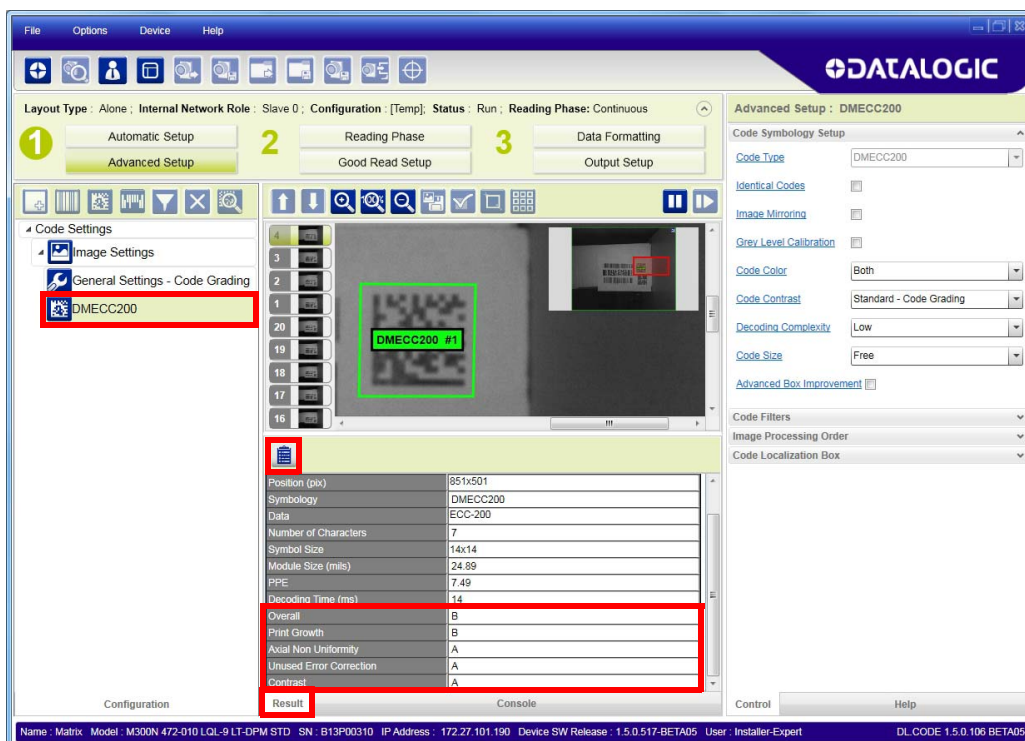 File Options Device Help
DATALOGIC
Layout Type : Alone ; Internal Network Role : Slave 0 ; Configuration : [Temp]; Status : Run ; Reading Phase: Continuous
1 Automatic Setup 2 Reading Phase 3 Data Formatting
Advanced Setup Good Read Setup Output Setup
Advanced Setup : DMECC200
Code Symbology Setup
Code Type DMECC200
Identical Codes
Image Mirroring
Grey Level Calibration
Code Color Both
Code Contrast Standard - Code Grading
Decoding Complexity Low
Code Size Free
Advanced Box Improvement
Code Filters
Image Processing Order
Code Localization Box
Code Settings
Image Settings
General Settings - Code Grading
DMECC200
100%
4
3
2
1
20
19
18
17
16
DMECC200 #1
Position (pix) 851x501
Symbology DMECC200
Data ECC-200
Number of Characters 7
Symbol Size 14x14
Module Size (mils) 24.89
PPE 7.49
Decoding Time (ms) 14
Overall B
Print Growth B
Axial Non Uniformity A
Unused Error Correction A
Contrast A
Configuration Result Console Control Help
Name : Matrix Model : M300N 472-010 LQL-9 LT-DPM STD SN : B13P00310 IP Address : 172.27.101.190 Device SW Release : 1.5.0.517-BETA05 User : Installer-Expert DL.CODE 1.5.0.106 BETA05